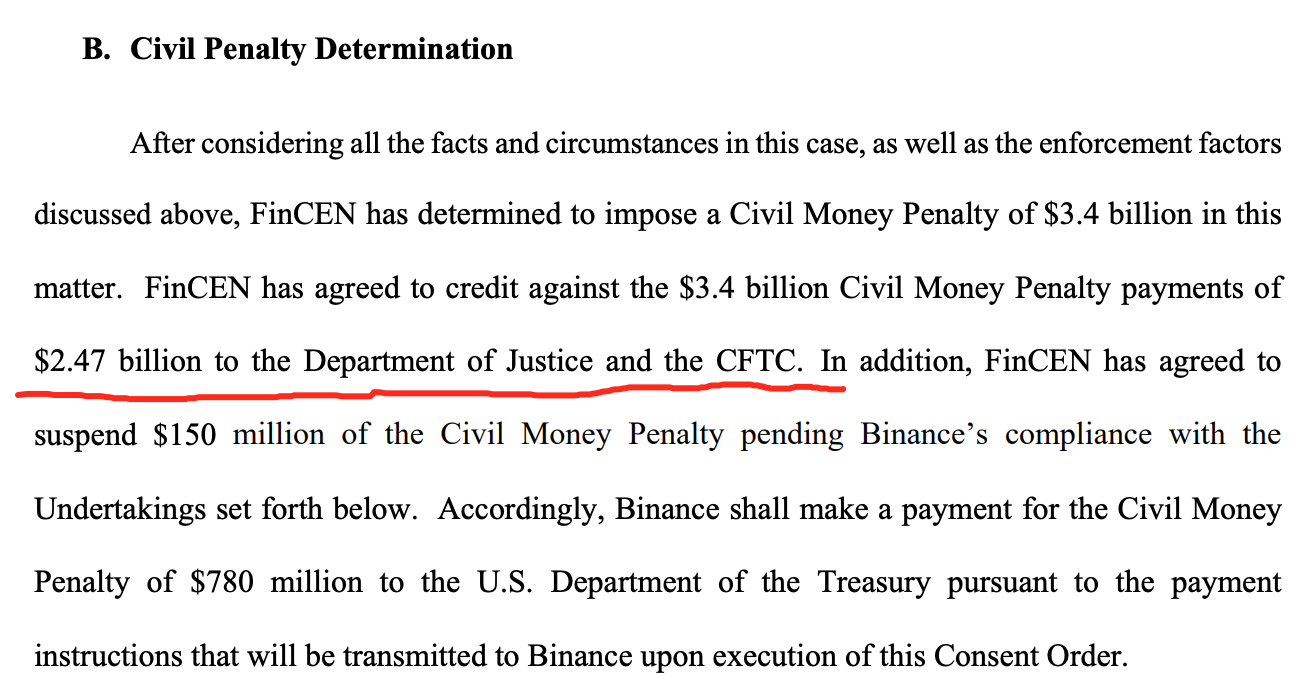 B. Civil Penalty Determination
After considering all the facts and circumstances in this case, as well as the enforcement factors
discussed above, FinCEN has determined to impose a Civil Money Penalty of $3.4 billion in this
matter. FinCEN has agreed to credit against the $3.4 billion Civil Money Penalty payments of
$2.47 billion to the Department of Justice and the CFTC. In addition, FinCEN has agreed to
suspend $150 million of the Civil Money Penalty pending Binance’s compliance with the
Undertakings set forth below. Accordingly, Binance shall make a payment for the Civil Money
Penalty of $780 million to the U.S. Department of the Treasury pursuant to the payment
instructions that will be transmitted to Binance upon execution of this Consent Order.